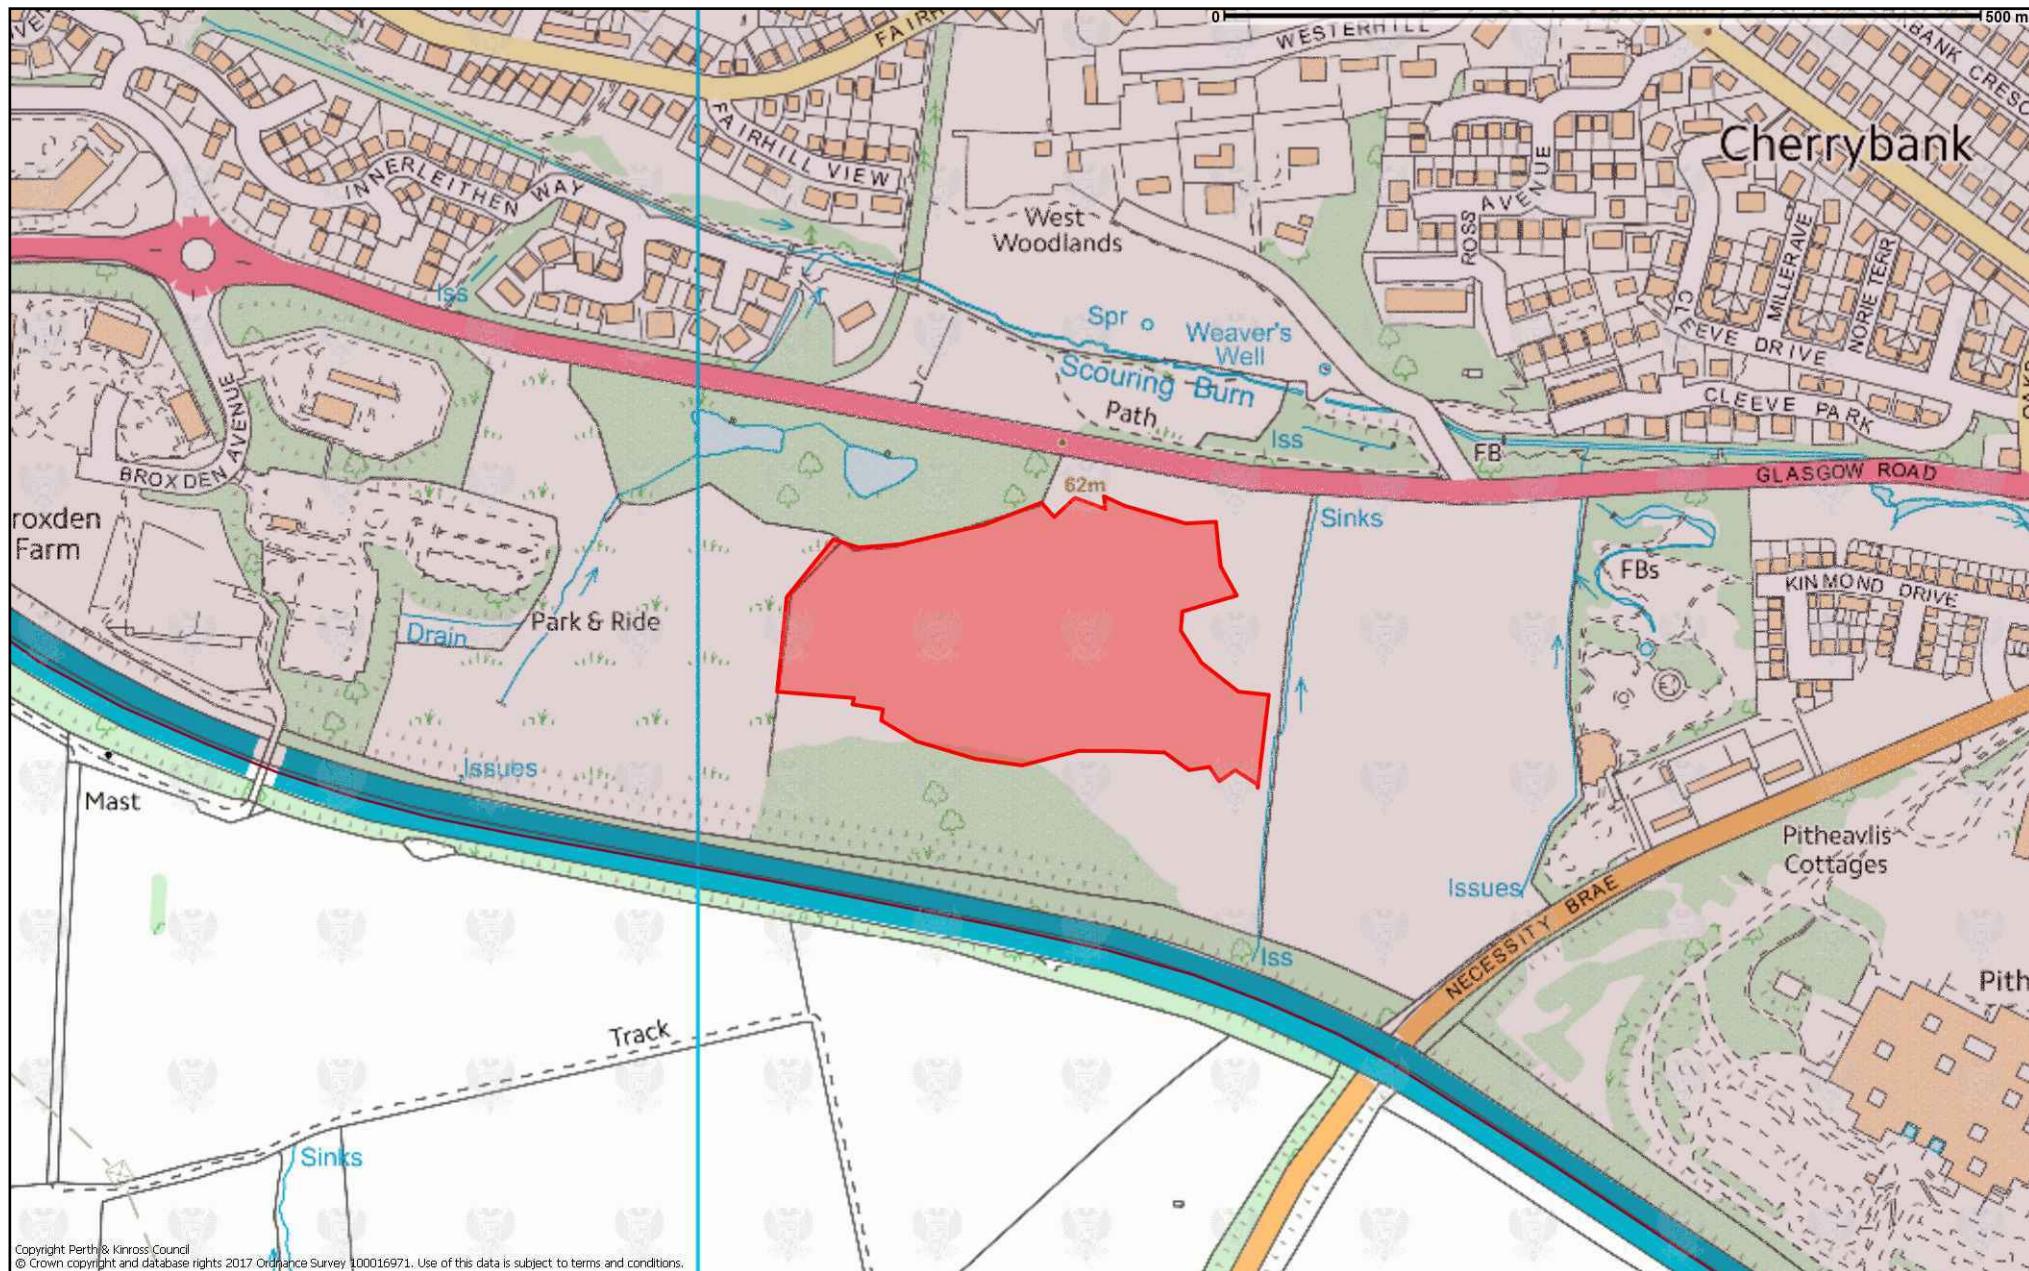 0
500 m
FAIRH
WESTERHILL
Cherrybank
FAIRHILL VIEW
INNERLEITHEN WAY
ROSS
AVENUE
MILLER AVE
NORIE TERR
CLEEVE DRIVE
West
Woodlands
Iss
Spr
Weaver's
Well
Scouring Burn
Path
Iss
CLEEVE PARK
FB
GLASGOW ROAD
BROXDEN AVENUE
62m
Sinks
roxden
Farm
FBs
KINMOND DRIVE
Park & Ride
Drain
Issues
Mast
Pitheavlis
Cottages
Issues
NECESSITY BRAE
Iss
Pith
Track
Sinks
Copyright Perth & Kinross Council
© Crown copyright and database rights 2017 Ordnance Survey 100016971. Use of this data is subject to terms and conditions.